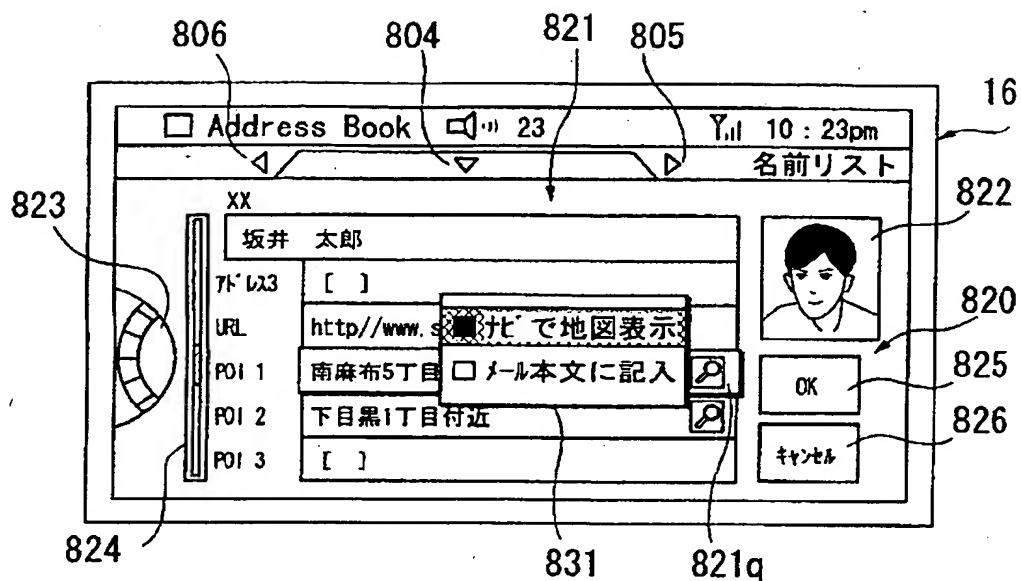 806 804 821 805
16
□ Address Book 23 10:23pm
名前リスト
823
XX
822
坂井 太郎
ｱﾄﾞﾚｽ3 [ ]
URL http//www.s
■ ﾅﾋﾞで地図表示
820
POI 1 南麻布5丁目
□ ﾒｰﾙ本文に記入
OK
825
POI 2 下目黒1丁目付近
826
POI 3 [ ]
ｷｬﾝｾﾙ
824 831 821q